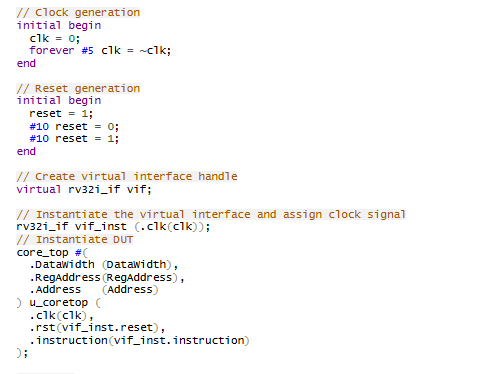 // Clock generation
initial begin
clk = 0;
forever #5 clk = ~clk;
end
// Reset generation
initial begin
reset = 1;
#10 reset = 0;
#10 reset = 1;
end
// Create virtual interface handle
virtual rv32i_if vif;
// Instantiate the virtual interface and assign clock signal
rv32i_if vif_inst (.clk(clk));
// Instantiate DUT
core_top #(
.DataWidth (DataWidth),
.RegAddress(RegAddress),
.Address   (Address)
) u_coretop (
.clk(clk),
.rst(vif_inst.reset),
.instruction(vif_inst.instruction)
);